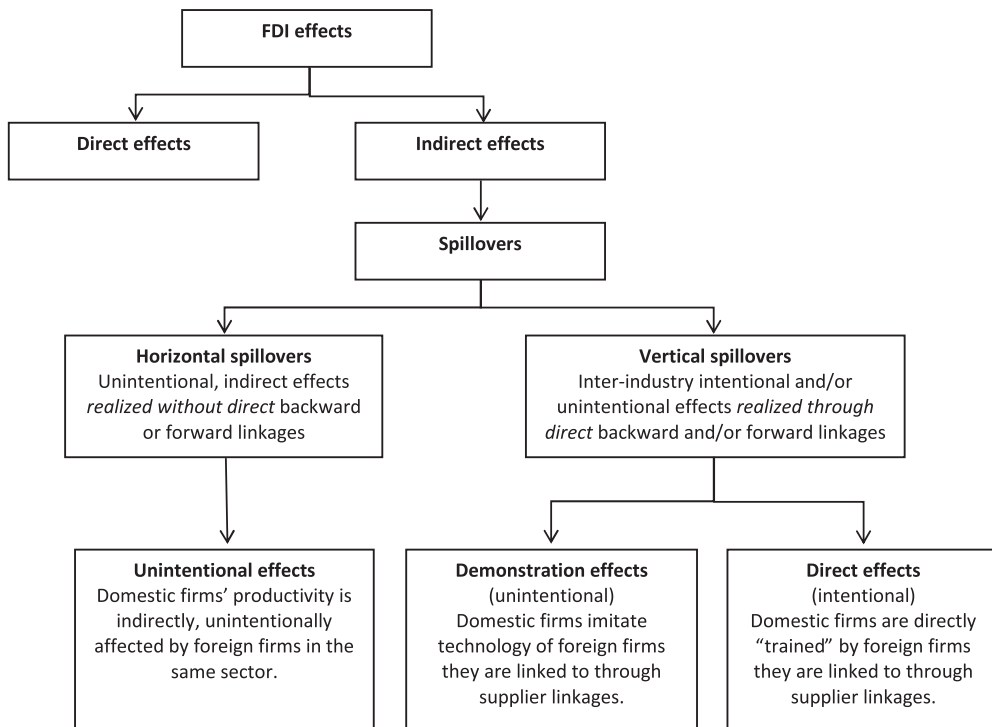 FDI effects
Direct effects
Indirect effects
Spillovers
Horizontal spillovers
Unintentional, indirect effects
realized without direct backward
or forward linkages
Vertical spillovers
Inter-industry intentional and/or
unintentional effects realized through
direct backward and/or forward linkages
Unintentional effects
Domestic firms’ productivity is
indirectly, unintentionally
affected by foreign firms in the
same sector.
Demonstration effects
(unintentional)
Domestic firms imitate
technology of foreign firms
they are linked to through
supplier linkages.
Direct effects
(intentional)
Domestic firms are directly
“trained” by foreign firms
they are linked to through
supplier linkages.